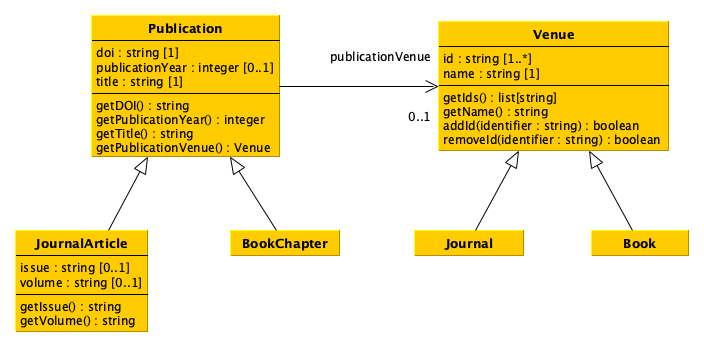 Publication
doi : string [1]
publicationYear : integer [0..1]
title : string [1]
getDOI() : string
getPublicationYear() : integer
getTitle() : string
getPublicationVenue() : Venue
publicationVenue
0..1
Venue
id : string [1..*]
name : string [1]
getIds() : list[string]
getName() : string
addId(identifier : string) : boolean
removeId(identifier : string) : boolean
JournalArticle
issue : string [0..1]
volume : string [0..1]
getIssue() : string
getVolume() : string
BookChapter
Journal
Book